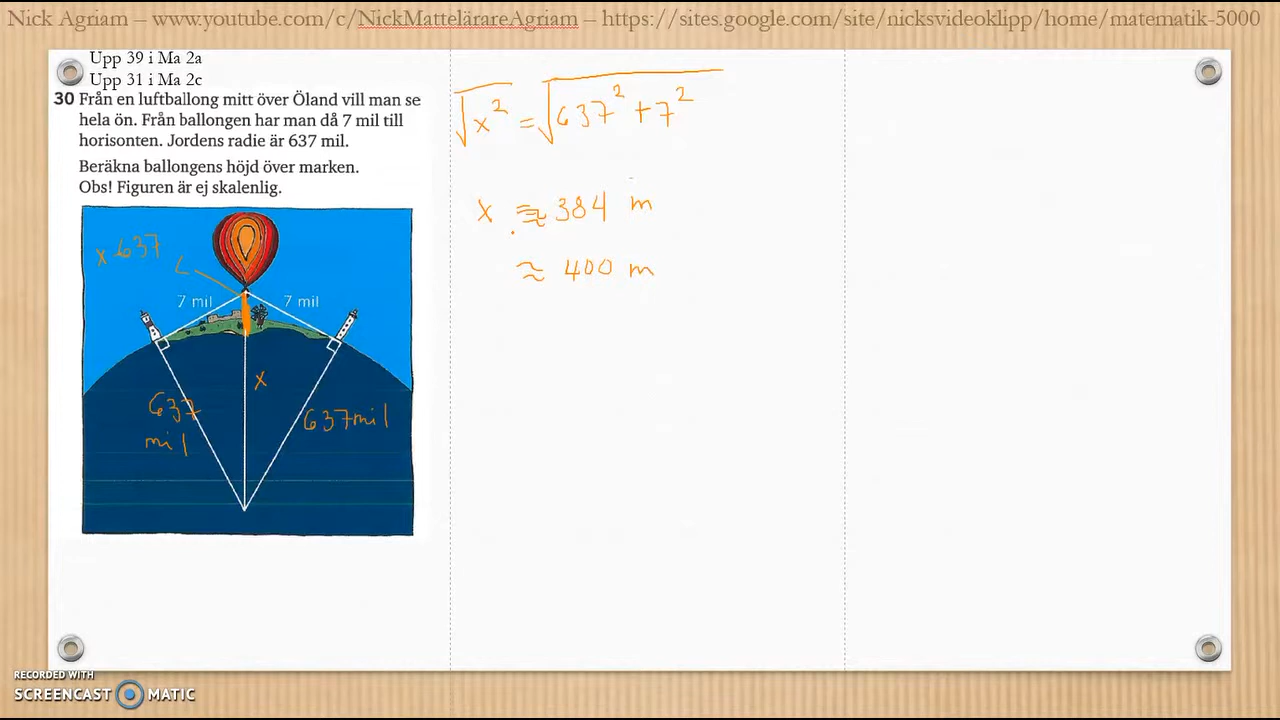 Nick Agriam – www.youtube.com/c/NickMattelärareAgriam – https://sites.google.com/site/nicksvideoklipp/home/matematik-5000
Upp 39 i Ma 2a
Upp 31 i Ma 2c
30 Från en luftballong mitt över Öland vill man se
hela ön. Från ballongen har man då 7 mil till
horisonten. Jordens radie är 637 mil.
Beräkna ballongens höjd över marken.
Obs! Figuren är ej skalenlig.
x 637
7 mil
7 mil
x
637
mil
637mil
√x² = √637² + 7²
x ≈ 384 m
≈ 400 m
RECORDED WITH
SCREENCAST MATIC